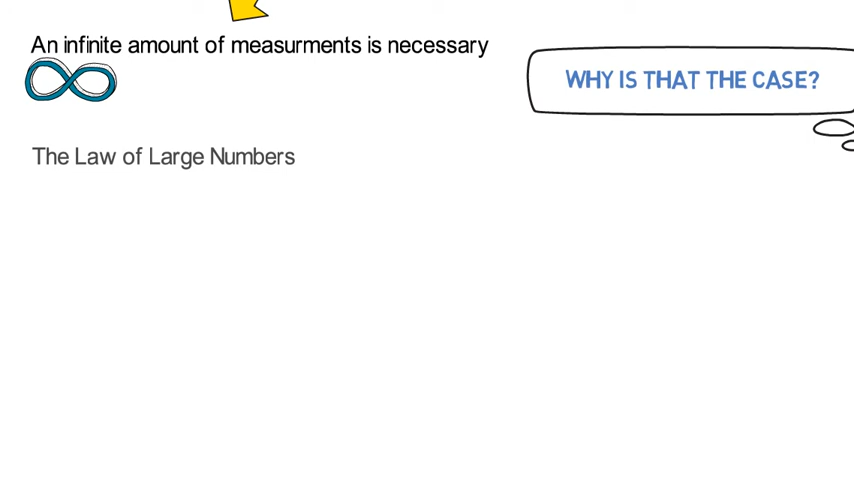 An infinite amount of measurments is necessary
WHY IS THAT THE CASE?
The Law of Large Numbers